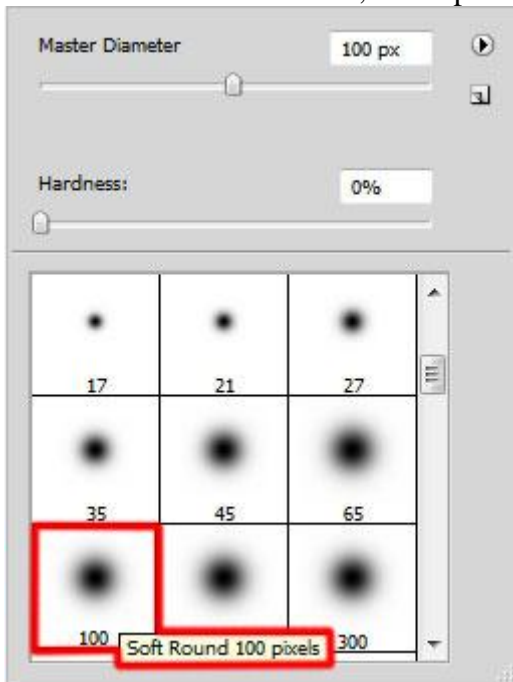 Master Diameter 100 px
Hardness: 0%
17 21 27
35 45 65
100 300
Soft Round 100 pixels